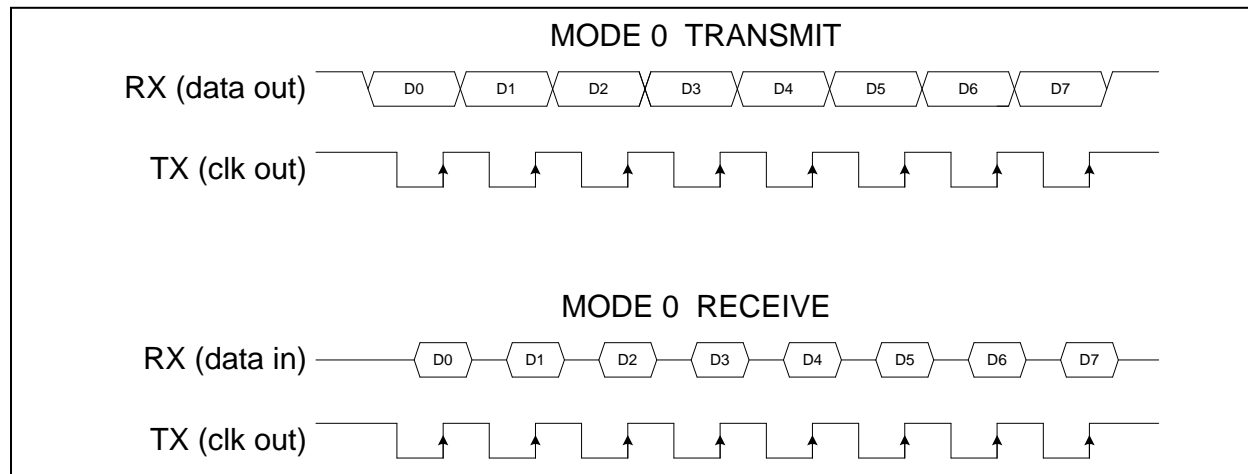 MODE 0 TRANSMIT
RX (data out)
D0 D1 D2 D3 D4 D5 D6 D7
TX (clk out)
MODE 0 RECEIVE
RX (data in)
D0 D1 D2 D3 D4 D5 D6 D7
TX (clk out)